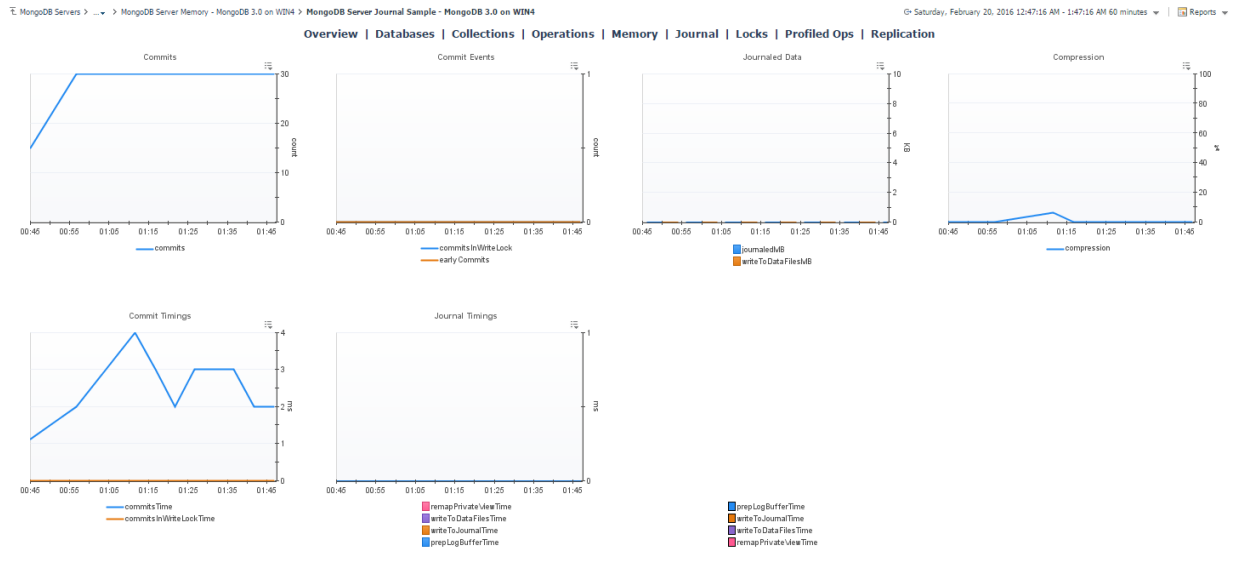 MongoDB Servers > ... > MongoDB Server Memory - MongoDB 3.0 on WIN4 > MongoDB Server Journal Sample - MongoDB 3.0 on WIN4
Saturday, February 20, 2016 12:47:16 AM - 1:47:16 AM 60 minutes | Reports
Overview | Databases | Collections | Operations | Memory | Journal | Locks | Profiled Ops | Replication
Commits
30
20
10
0
count
00:45 00:55 01:05 01:15 01:25 01:35 01:45
commits
Commit Events
1
0
count
00:45 00:55 01:05 01:15 01:25 01:35 01:45
commitsInWriteLock
earlyCommits
Journaled Data
10
8
6
4
2
0
KB
00:45 00:55 01:05 01:15 01:25 01:35 01:45
journaledMB
writeToDataFilesMB
Compression
100
80
60
40
20
0
%
00:45 00:55 01:05 01:15 01:25 01:35 01:45
compression
Commit Timings
4
3
2
1
0
ms
00:45 00:55 01:05 01:15 01:25 01:35 01:45
commitsTime
commitsInWriteLockTime
Journal Timings
1
0
ms
00:45 00:55 01:05 01:15 01:25 01:35 01:45
remapPrivateViewTime
writeToDataFilesTime
writeToJournalTime
prepLogBufferTime
prepLogBufferTime
writeToJournalTime
writeToDataFilesTime
remapPrivateViewTime